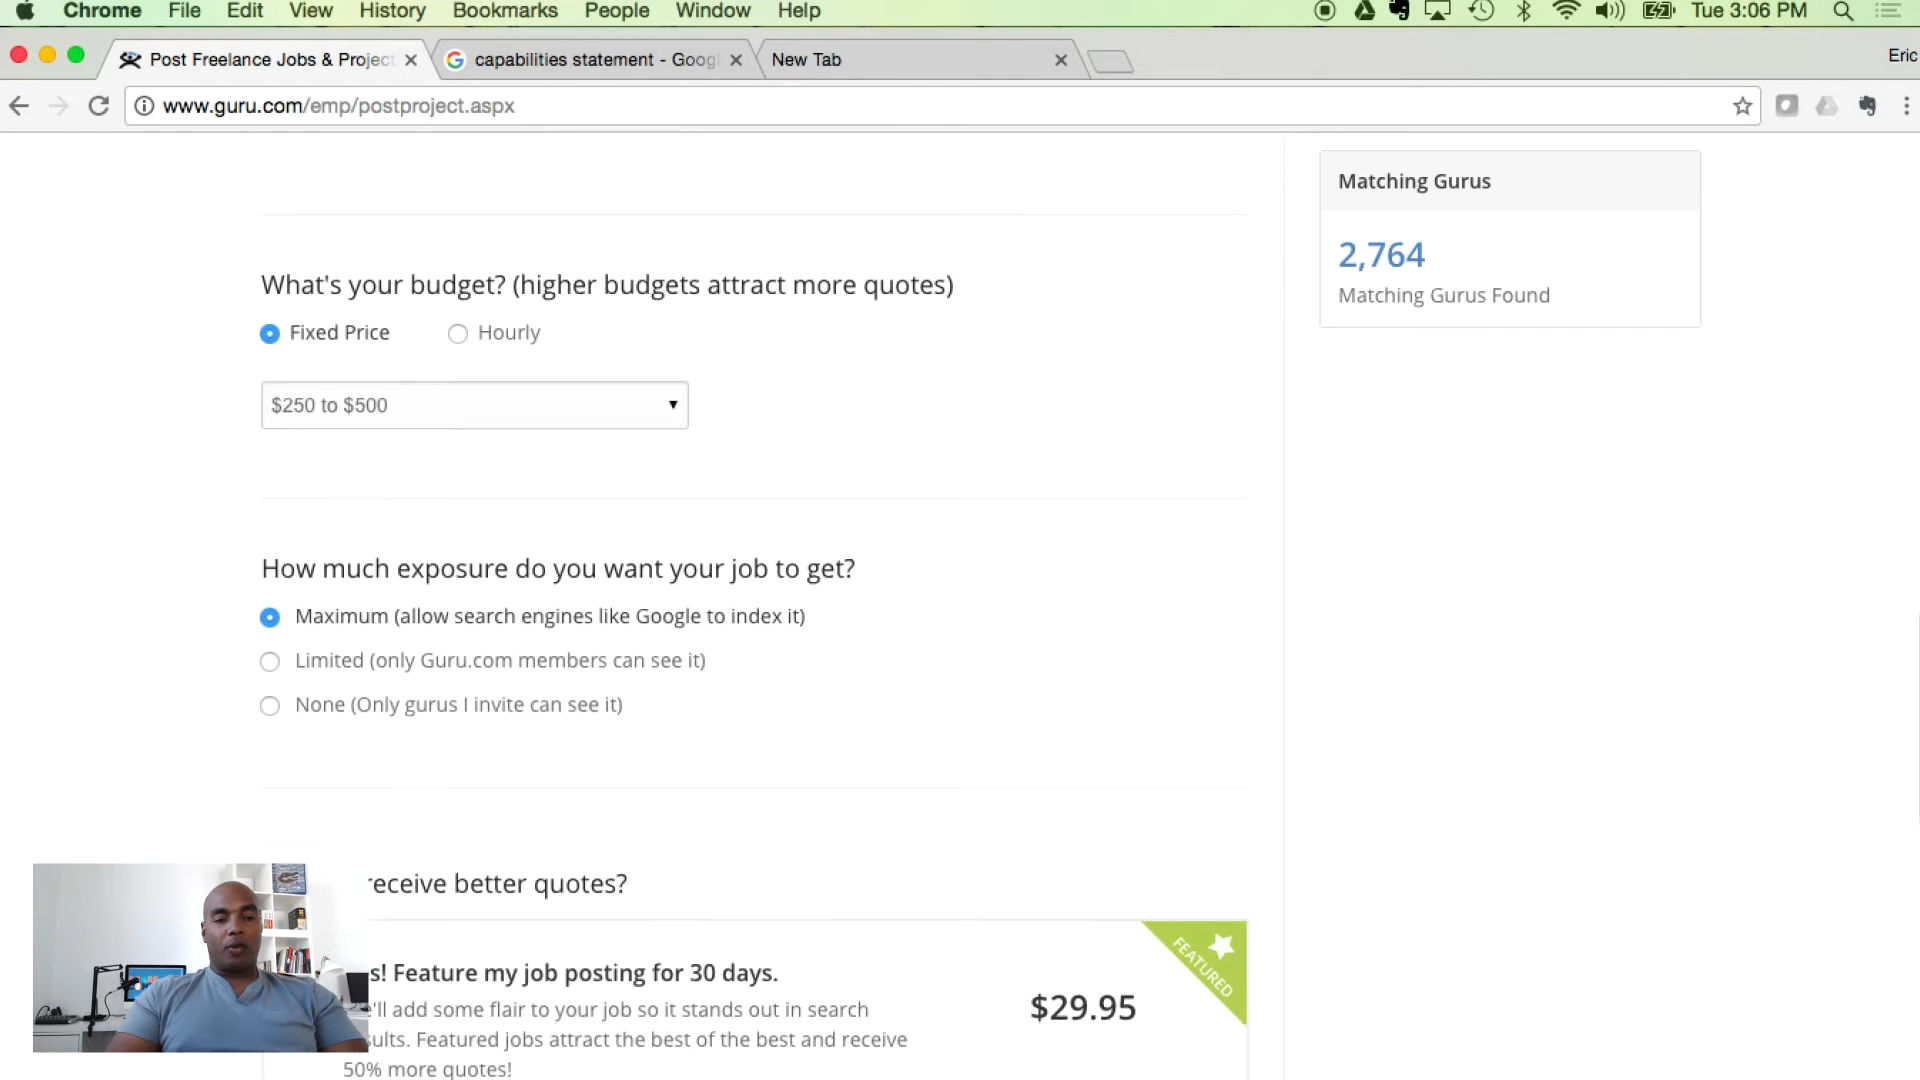 Chrome File Edit View History Bookmarks People Window Help Tue 3:06 PM
Post Freelance Jobs & Project
capabilities statement - Goog
New Tab
Eric
www.guru.com/emp/postproject.aspx
Matching Gurus
2,764
Matching Gurus Found
What's your budget? (higher budgets attract more quotes)
Fixed Price Hourly
$250 to $500
How much exposure do you want your job to get?
Maximum (allow search engines like Google to index it)
Limited (only Guru.com members can see it)
None (Only gurus I invite can see it)
receive better quotes?
FEATURED
s! Feature my job posting for 30 days.
'll add some flair to your job so it stands out in search
$29.95
sults. Featured jobs attract the best of the best and receive
50% more quotes!